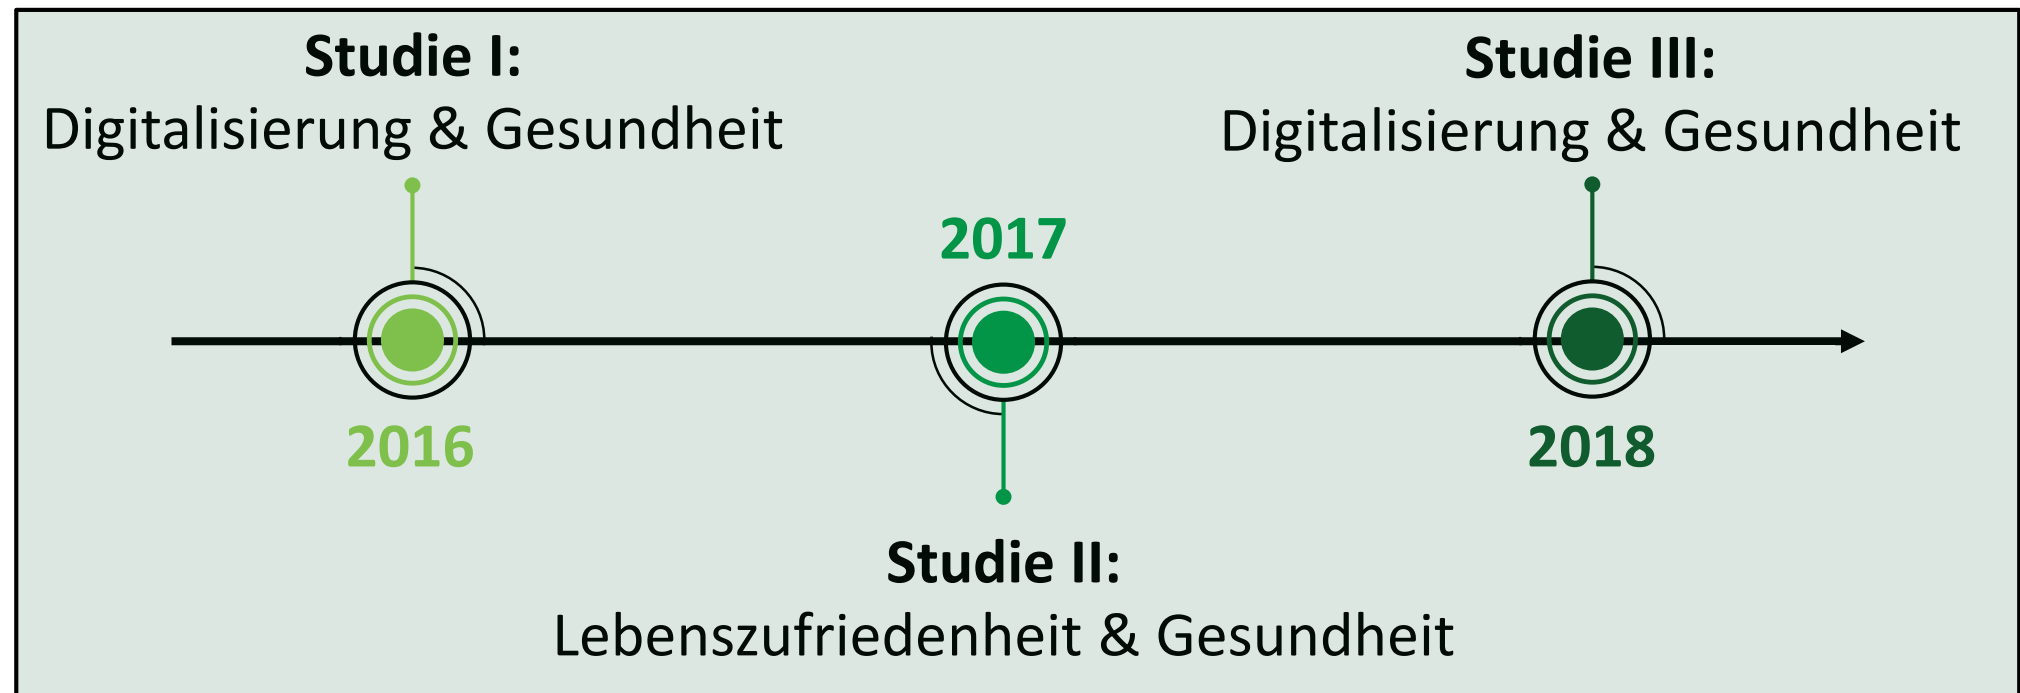 Studie I:
Digitalisierung & Gesundheit
2016
2017
Studie II:
Lebenszufriedenheit & Gesundheit
Studie III:
Digitalisierung & Gesundheit
2018